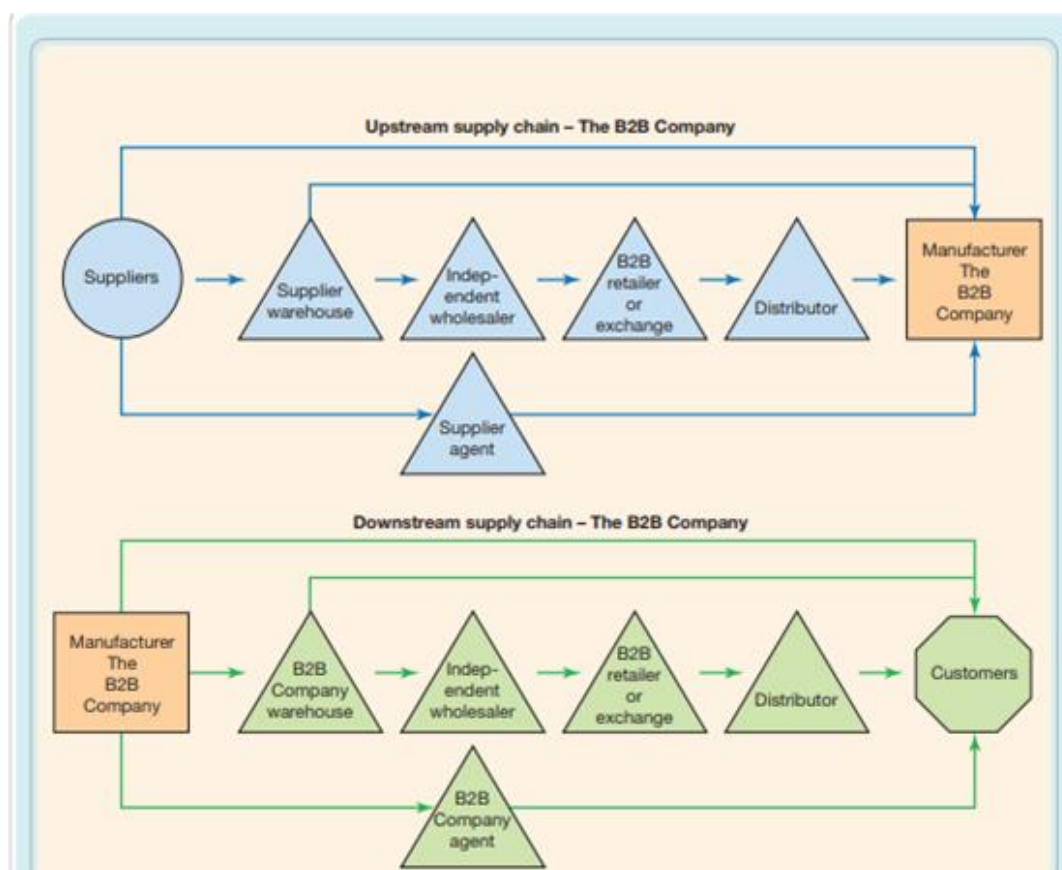 Upstream supply chain – The B2B Company
Suppliers
Supplier
warehouse
Indep-
endent
wholesaler
B2B
retailer
or
exchange
Distributor
Manufacturer
The
B2B
Company
Supplier
agent
Downstream supply chain – The B2B Company
Manufacturer
The
B2B
Company
B2B
Company
warehouse
Indep-
endent
wholesaler
B2B
retailer
or
exchange
Distributor
Customers
B2B
Company
agent